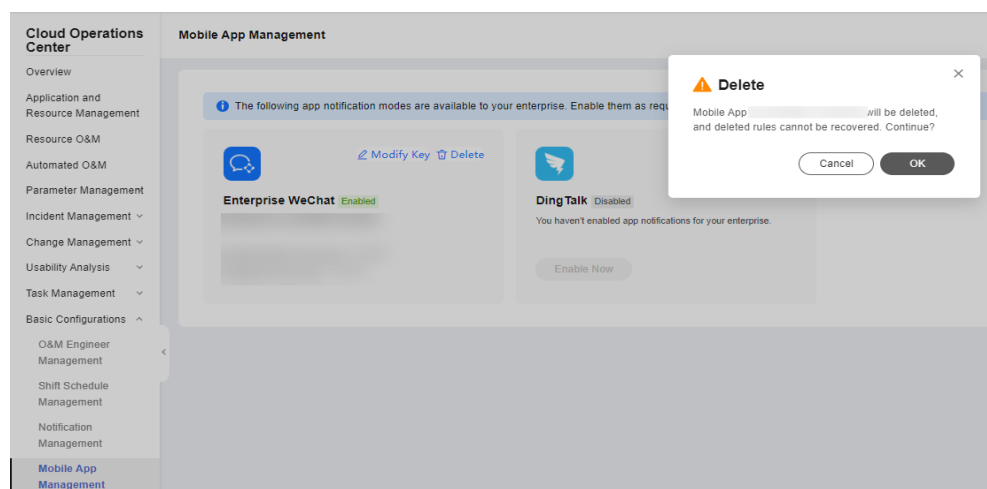 Cloud Operations
Center
Overview
Application and
Resource Management
Resource O&M
Automated O&M
Parameter Management
Incident Management
Change Management
Usability Analysis
Task Management
Basic Configurations
O&M Engineer
Management
Shift Schedule
Management
Notification
Management
Mobile App
Management
Mobile App Management
The following app notification modes are available to your enterprise. Enable them as requ
Modify Key Delete
Enterprise WeChat Enabled
DingTalk Disabled
You haven't enabled app notifications for your enterprise.
Enable Now
Delete
Mobile App will be deleted,
and deleted rules cannot be recovered. Continue?
Cancel OK